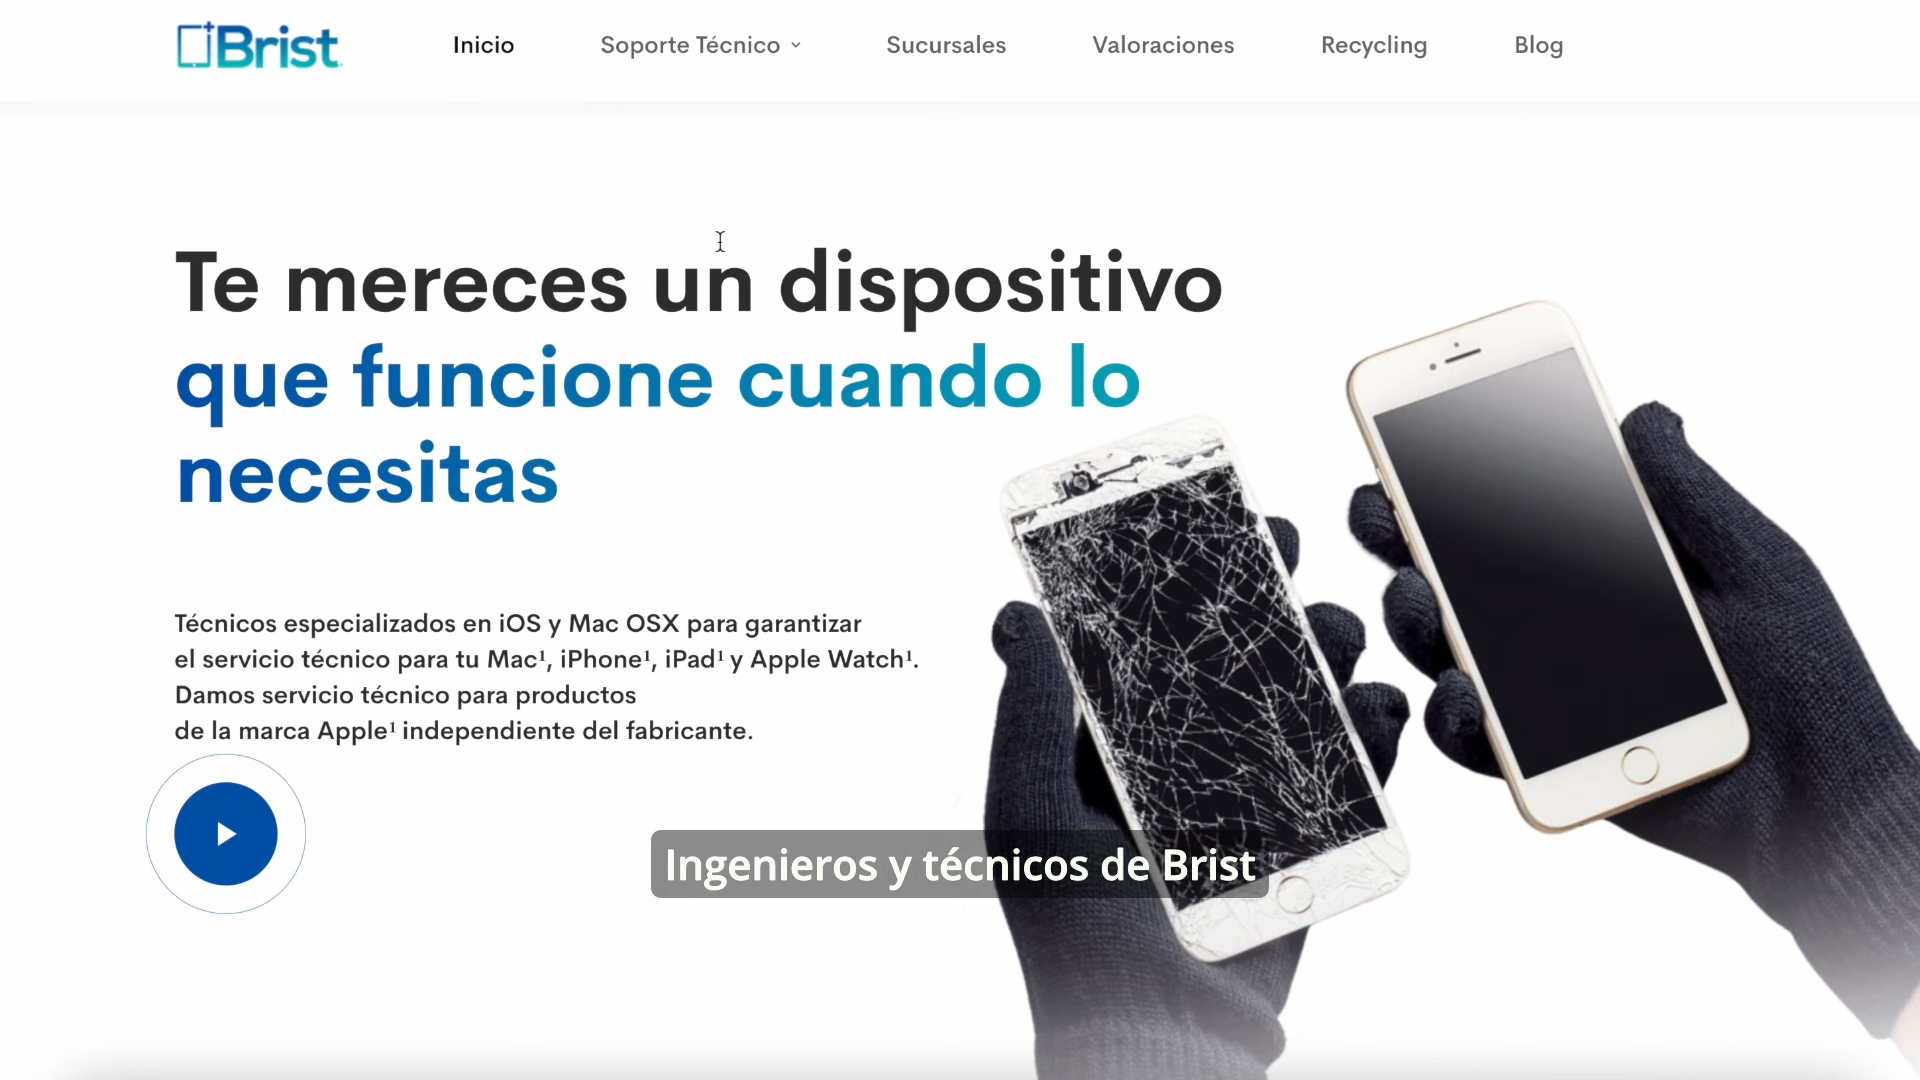 Brist
Inicio
Soporte Técnico
Sucursales
Valoraciones
Recycling
Blog
Te mereces un dispositivo
que funcione cuando lo
necesitas
Técnicos especializados en iOS y Mac OSX para garantizar
el servicio técnico para tu Mac¹, iPhone¹, iPad¹ y Apple Watch¹.
Damos servicio técnico para productos
de la marca Apple¹ independiente del fabricante.
Ingenieros y técnicos de Brist